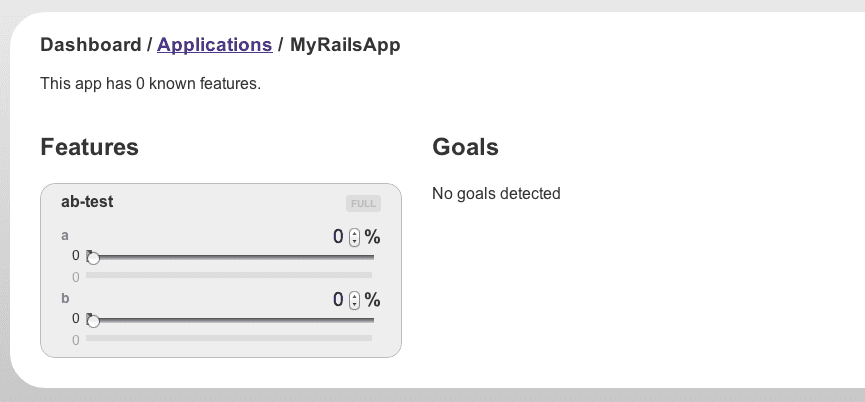 Dashboard / Applications / MyRailsApp
This app has 0 known features.
Features
ab-test FULL
a 0 %
0
0
b 0 %
0
0
Goals
No goals detected